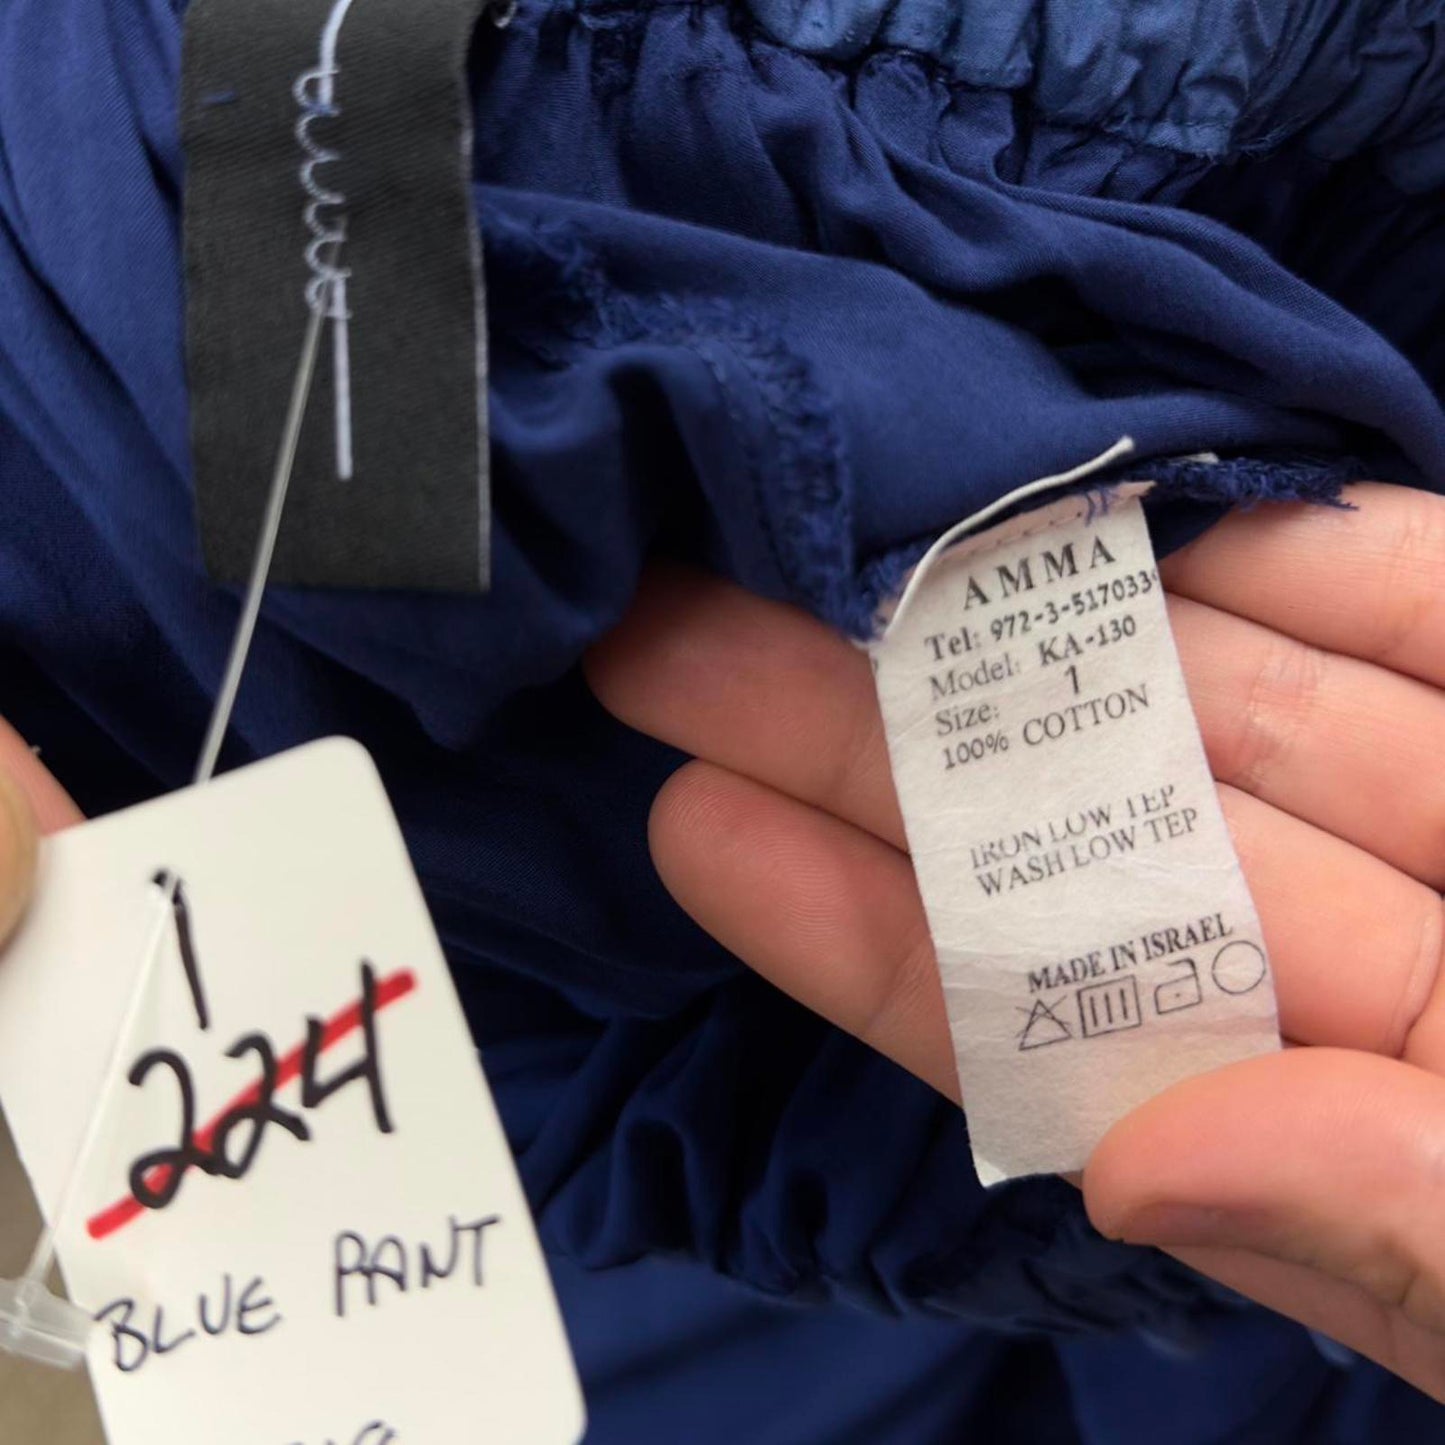 AMMA
Tel: 972-3-517033
Model: KA-130
Size: 1
100% COTTON
IRON LOW TEP
WASH LOW TEP
MADE IN ISRAEL
1
224
BLUE PANT